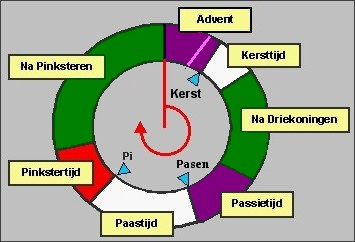 Advent
Kersttijd
Na Pinksteren
Kerst
Na Driekoningen
Pi
Pasen
Pinkstertijd
Passietijd
Paastijd